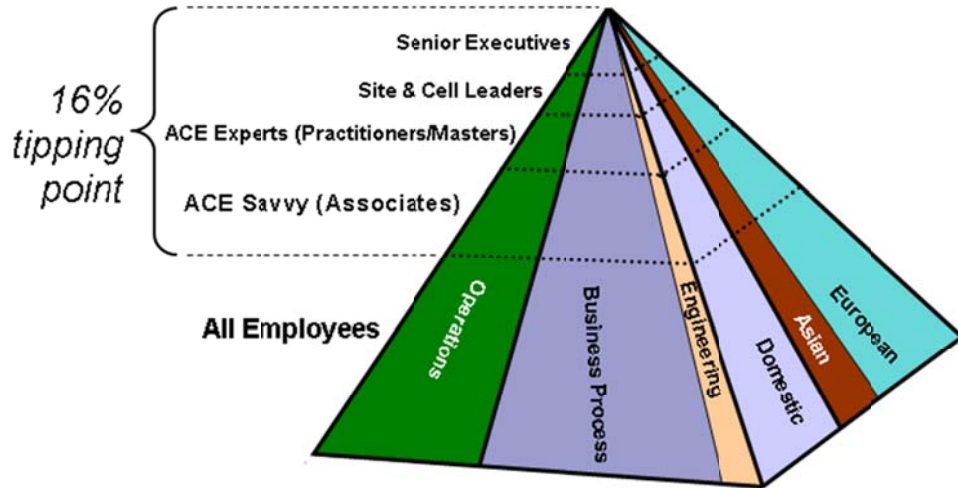 Senior Executives
Site & Cell Leaders
ACE Experts (Practitioners/Masters)
ACE Savvy (Associates)
16%
tipping
point
All Employees
Operations
Business Process
Engineering
Domestic
Asian
European